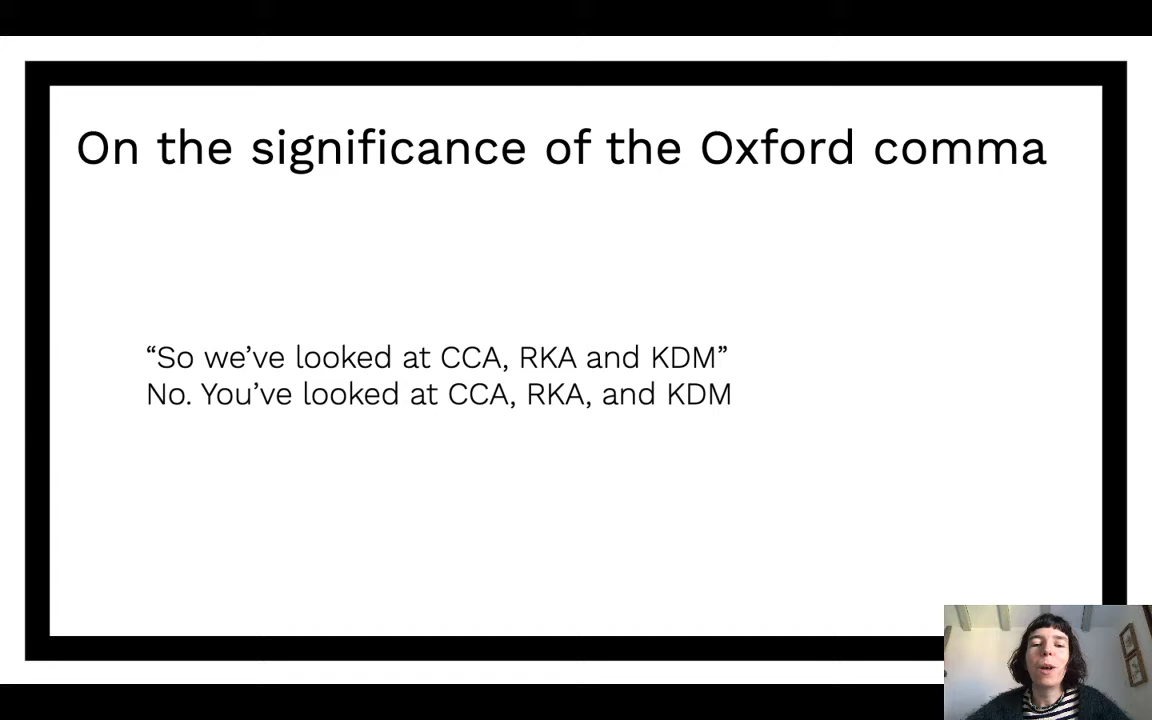 On the significance of the Oxford comma
“So we’ve looked at CCA, RKA and KDM”
No. You’ve looked at CCA, RKA, and KDM